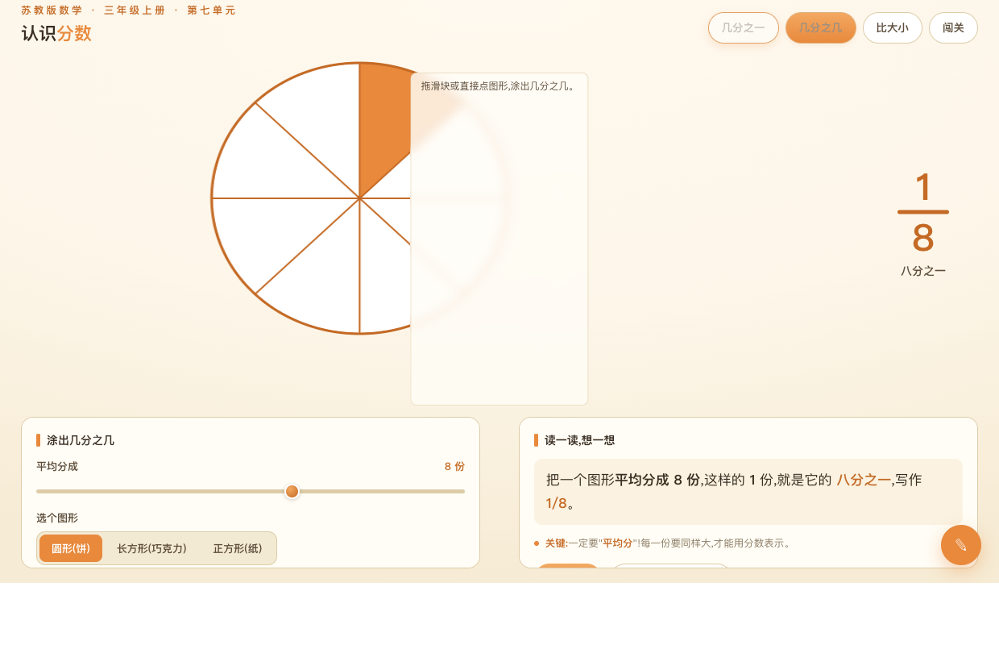 苏教版数学 · 三年级上册 · 第七单元
认识分数
几分之一
几分之几
比大小
闯关
拖滑块或直接点图形,涂出几分之几。
1
8
八分之一
涂出几分之几
平均分成
8 份
选个图形
圆形(饼)
长方形(巧克力)
正方形(纸)
读一读,想一想
把一个图形平均分成 8 份,这样的 1 份,就是它的 八分之一,写作
1/8。
关键:一定要"平均分"!每一份要同样大,才能用分数表示。